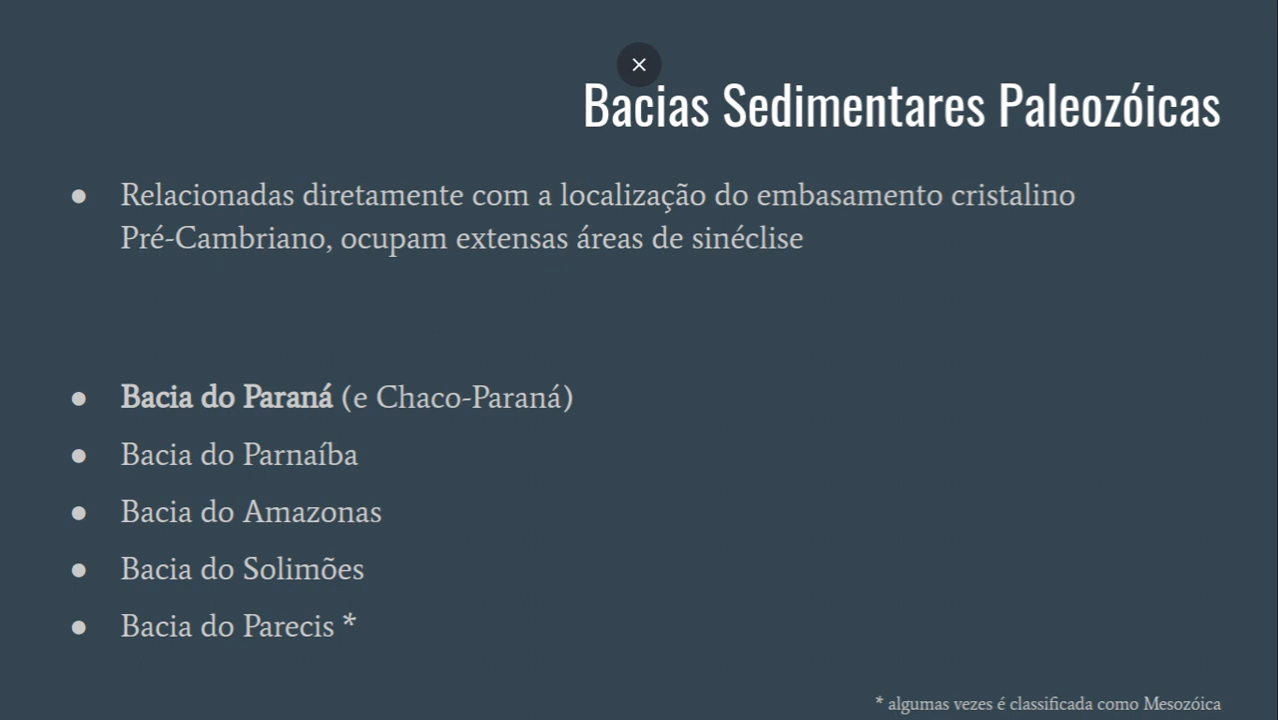 Bacias Sedimentares Paleozóicas
● Relacionadas diretamente com a localização do embasamento cristalino
Pré-Cambriano, ocupam extensas áreas de sinéclise
● Bacia do Paraná (e Chaco-Paraná)
● Bacia do Parnaíba
● Bacia do Amazonas
● Bacia do Solimões
● Bacia do Parecis *
* algumas vezes é classificada como Mesozóica